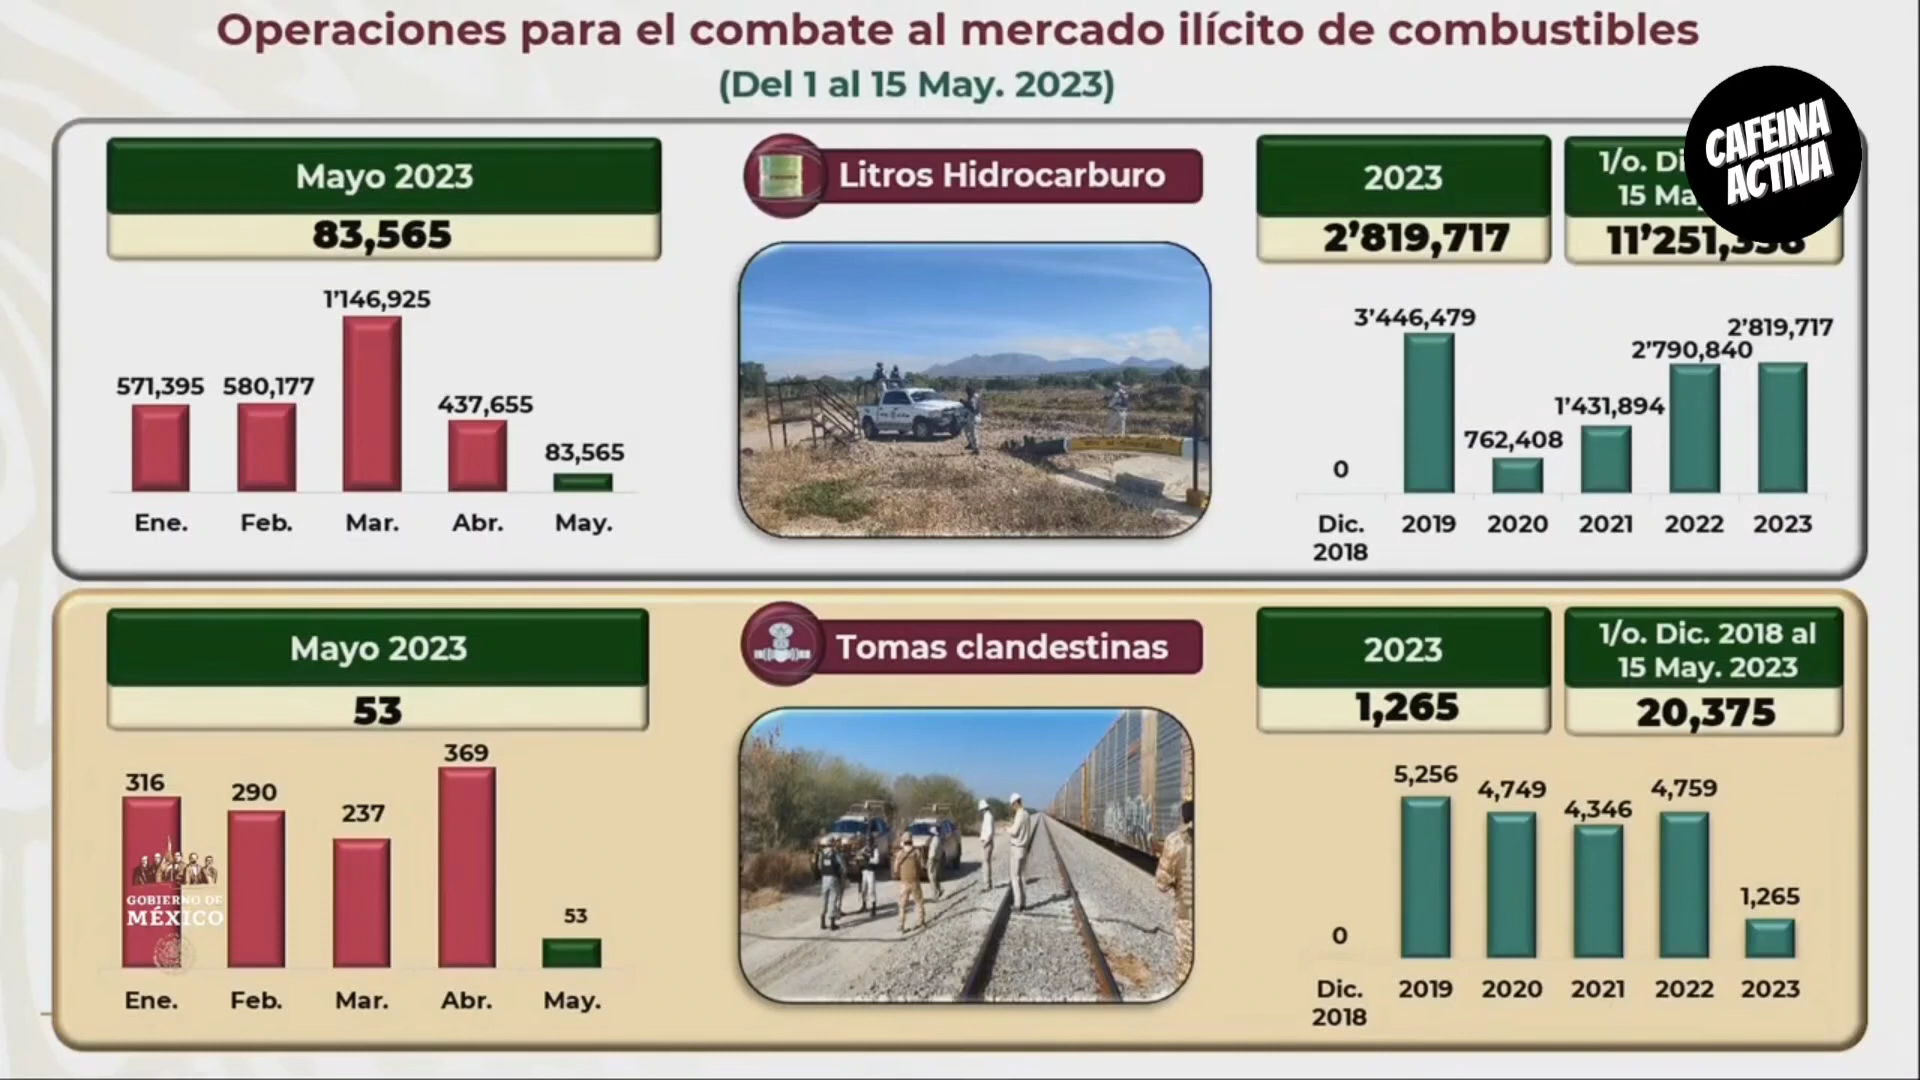 Operaciones para el combate al mercado ilícito de combustibles
(Del 1 al 15 May. 2023)
CAFEINA
ACTIVA
Mayo 2023
83,565
Litros Hidrocarburo
2023
2'819,717
1/o.
15
1'146,925
571,395
580,177
437,655
83,565
Ene.
Feb.
Mar.
Abr.
May.
3'446,479
2'819,717
2'790,840
1'431,894
762,408
0
Dic.
2018
2019
2020
2021
2022
2023
Mayo 2023
53
Tomas clandestinas
2023
1,265
1/o. Dic. 2018 al
15 May. 2023
20,375
369
316
290
237
53
GOBIERNO DE
MÉXICO
Ene.
Feb.
Mar.
Abr.
May.
5,256
4,749
4,346
4,759
1,265
0
Dic.
2018
2019
2020
2021
2022
2023